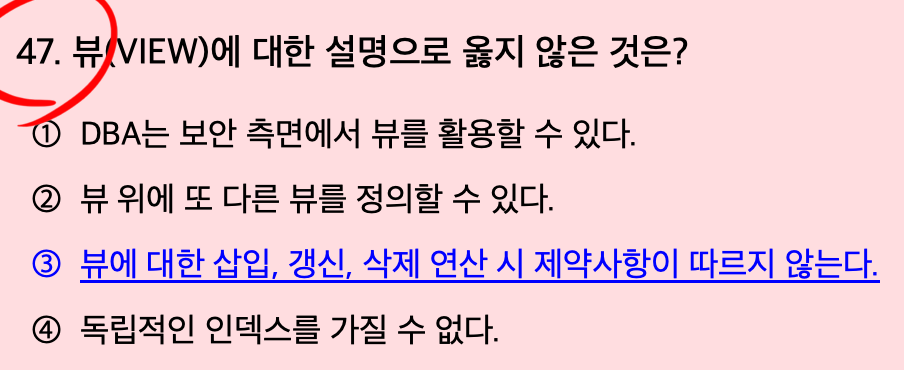 47. 뷰(VIEW)에 대한 설명으로 옳지 않은 것은?
① DBA는 보안 측면에서 뷰를 활용할 수 있다.
② 뷰 위에 또 다른 뷰를 정의할 수 있다.
③ 뷰에 대한 삽입, 갱신, 삭제 연산 시 제약사항이 따르지 않는다.
④ 독립적인 인덱스를 가질 수 없다.